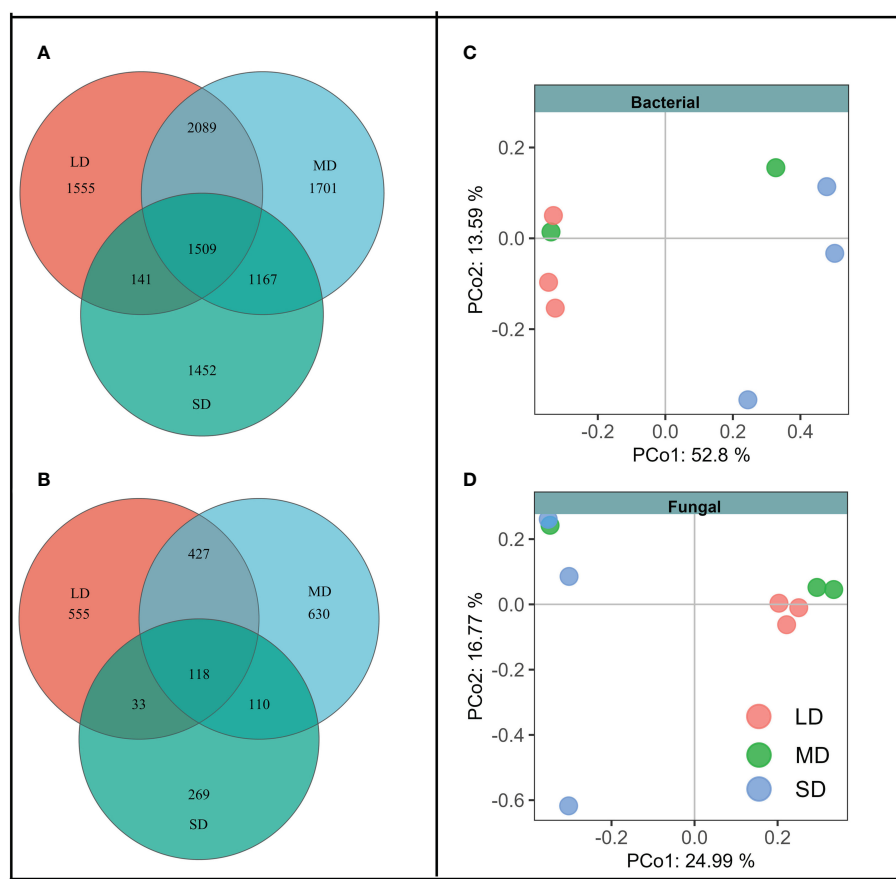 A
2089
LD
MD
1555
1701
1509
141
1167
1452
SD
B
427
LD
MD
555
630
118
33
110
269
SD
C
Bacterial
0.2
0.0
-0.2
PCo2: 13.59 %
-0.2
0.0
0.2
0.4
PCo1: 52.8 %
D
Fungal
0.2
0.0
-0.2
-0.4
-0.6
PCo2: 16.77 %
LD
MD
SD
-0.2
0.0
0.2
PCo1: 24.99 %